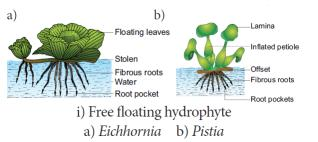 a)
Floating leaves
Stolen
Fibrous roots
Water
Root pocket
b)
Lamina
Inflated petiole
Offset
Fibrous roots
Root pockets
i) Free floating hydrophyte
a) Eichhornia b) Pistia